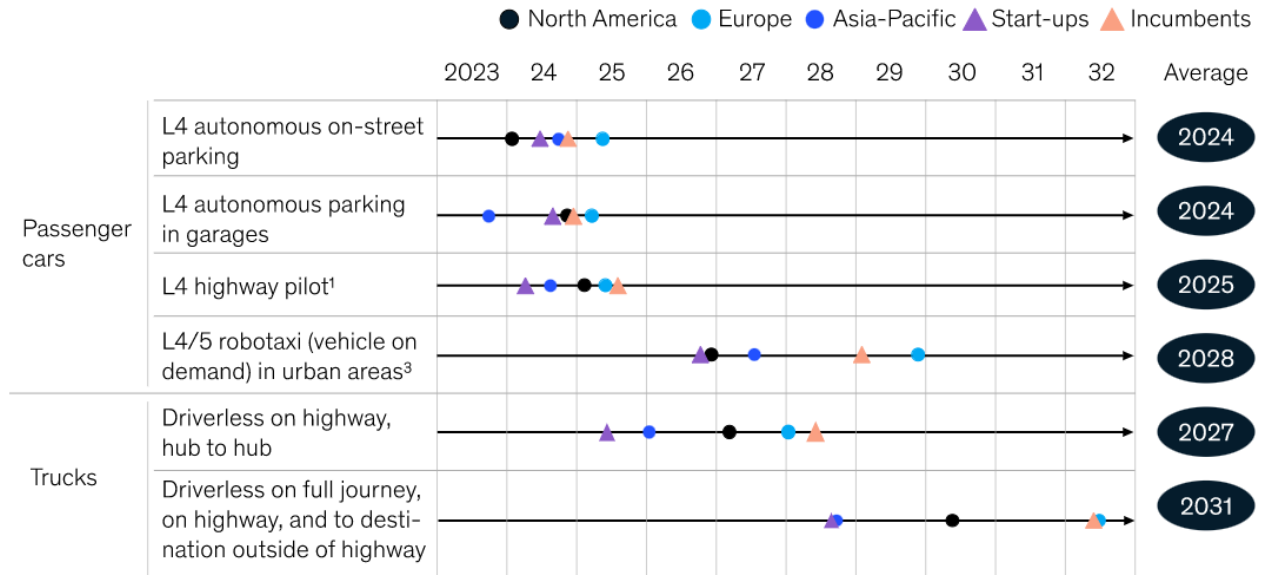 North America Europe Asia-Pacific Start-ups Incumbents
2023 24 25 26 27 28 29 30 31 32 Average
Passenger
cars
L4 autonomous on-street
parking
2024
L4 autonomous parking
in garages
2024
L4 highway pilot¹
2025
L4/5 robotaxi (vehicle on
demand) in urban areas³
2028
Trucks
Driverless on highway,
hub to hub
2027
Driverless on full journey,
on highway, and to desti-
nation outside of highway
2031